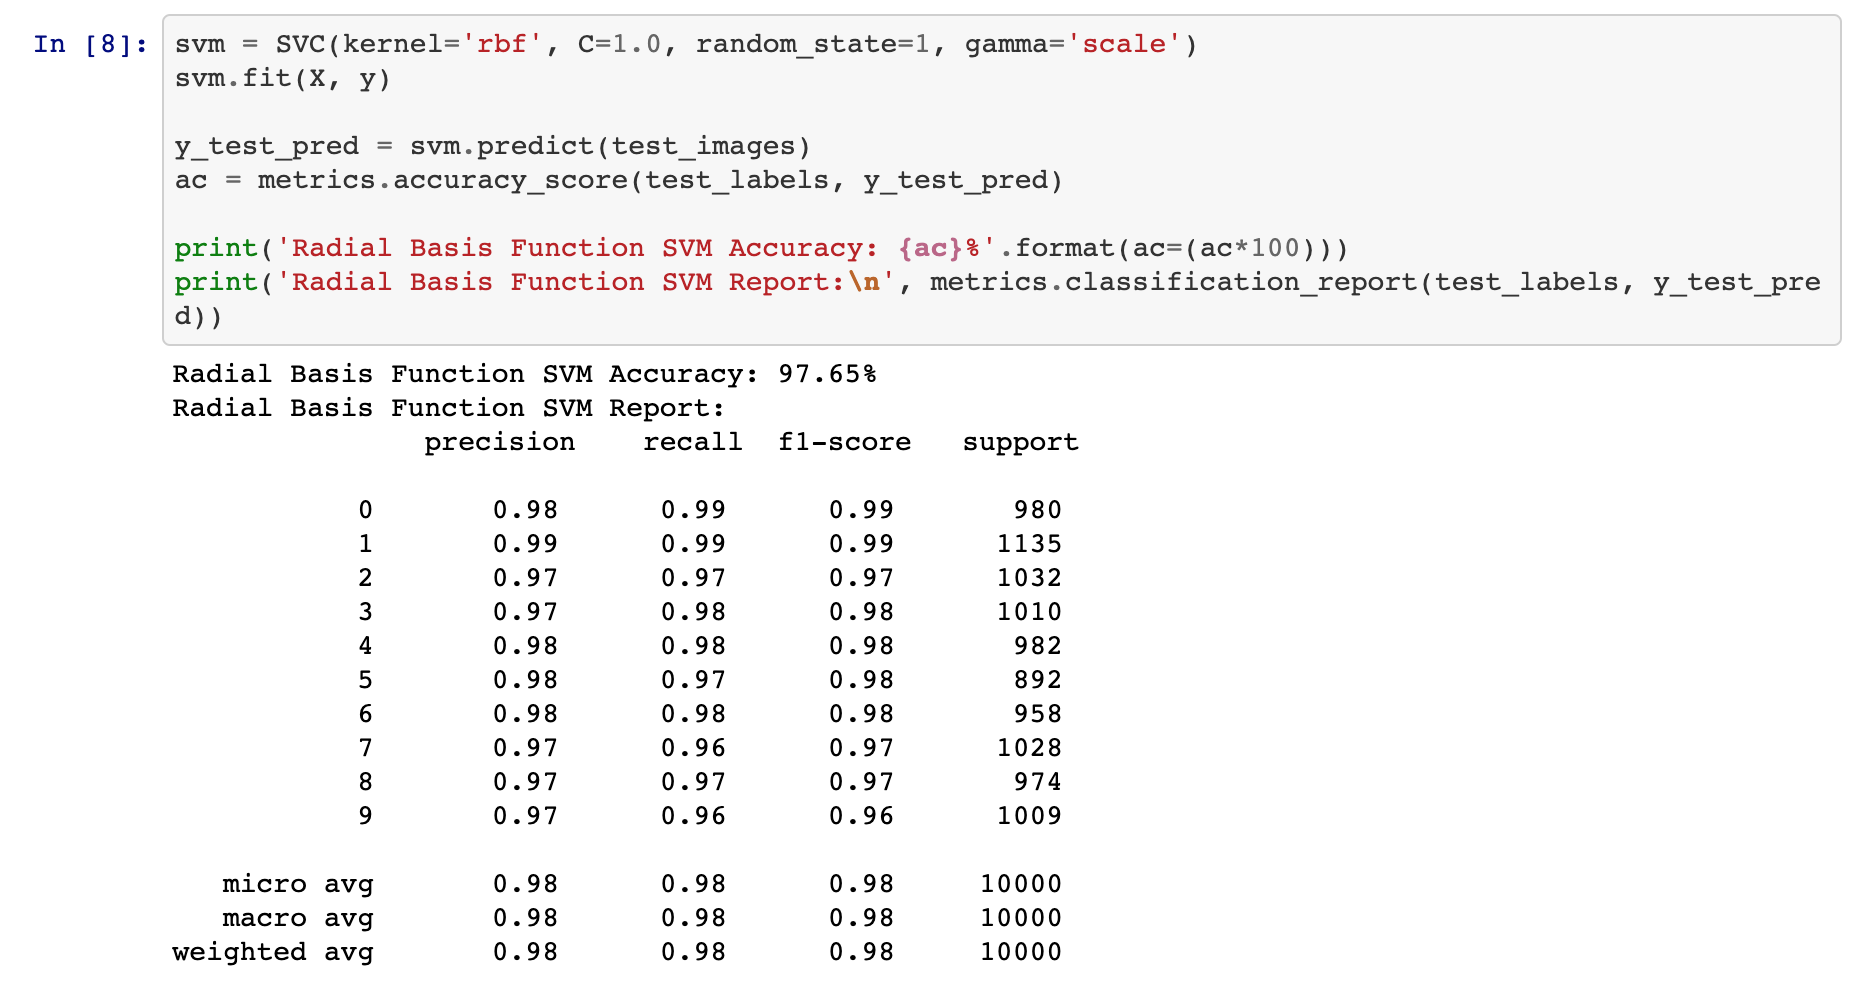 In [8]: svm = SVC(kernel='rbf', C=1.0, random_state=1, gamma='scale')
svm.fit(X, y)
y_test_pred = svm.predict(test_images)
ac = metrics.accuracy_score(test_labels, y_test_pred)
print('Radial Basis Function SVM Accuracy: {ac}%'.format(ac=(ac*100)))
print('Radial Basis Function SVM Report:\n', metrics.classification_report(test_labels, y_test_pre
d))
Radial Basis Function SVM Accuracy: 97.65%
Radial Basis Function SVM Report:
precision recall f1-score support
0 0.98 0.99 0.99 980
1 0.99 0.99 0.99 1135
2 0.97 0.97 0.97 1032
3 0.97 0.98 0.98 1010
4 0.98 0.98 0.98 982
5 0.98 0.97 0.98 892
6 0.98 0.98 0.98 958
7 0.97 0.96 0.97 1028
8 0.97 0.97 0.97 974
9 0.97 0.96 0.96 1009
micro avg 0.98 0.98 0.98 10000
macro avg 0.98 0.98 0.98 10000
weighted avg 0.98 0.98 0.98 10000